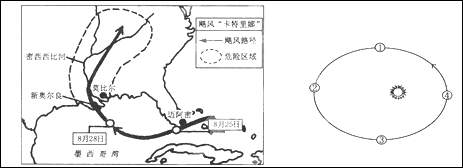 飓风“卡特里娜”
飓风路径
危险区域
密西西比河
新奥尔良
莫比尔
迈阿密
8月25日
8月28日
墨西哥湾
①
②
③
④